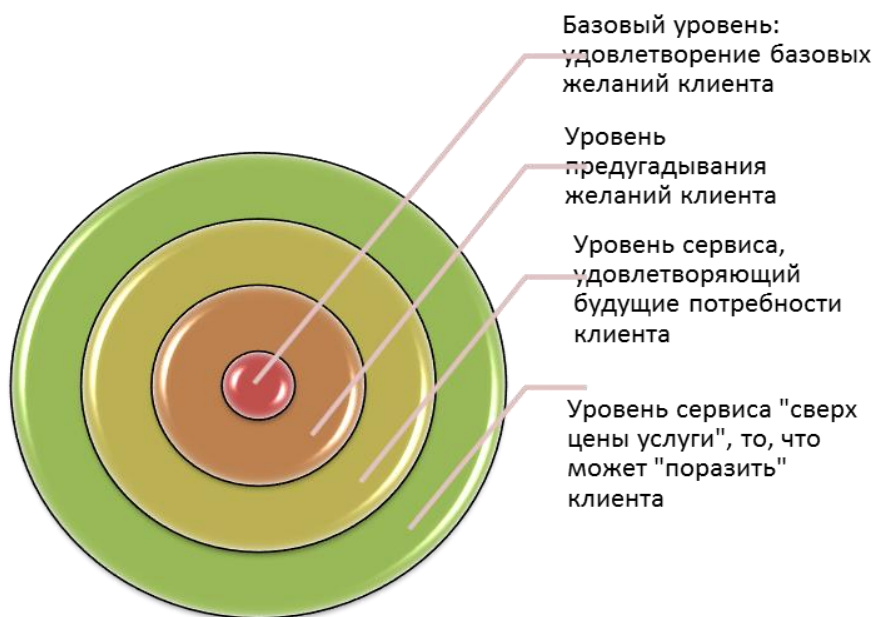 Базовый уровень:
удовлетворение базовых
желаний клиента
Уровень
предугадывания
желаний клиента
Уровень сервиса,
удовлетворяющий
будущие потребности
клиента
Уровень сервиса "сверх
цены услуги", то, что
может "поразить"
клиента